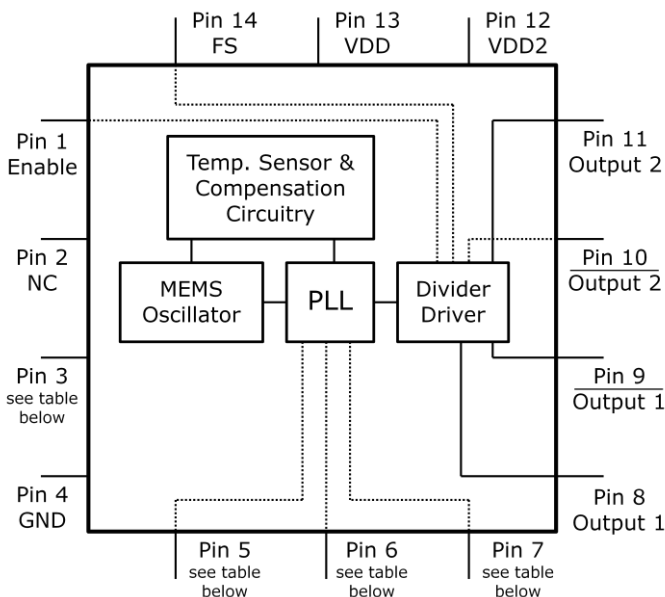 Pin 14
FS
Pin 13
VDD
Pin 12
VDD2
Pin 1
Enable
Pin 11
Output 2
Temp. Sensor &
Compensation
Circuitry
Pin 2
NC
Pin 10
Output 2
MEMS
Oscillator
PLL
Divider
Driver
Pin 3
see table
below
Pin 9
Output 1
Pin 4
GND
Pin 8
Output 1
Pin 5
see table
below
Pin 6
see table
below
Pin 7
see table
below